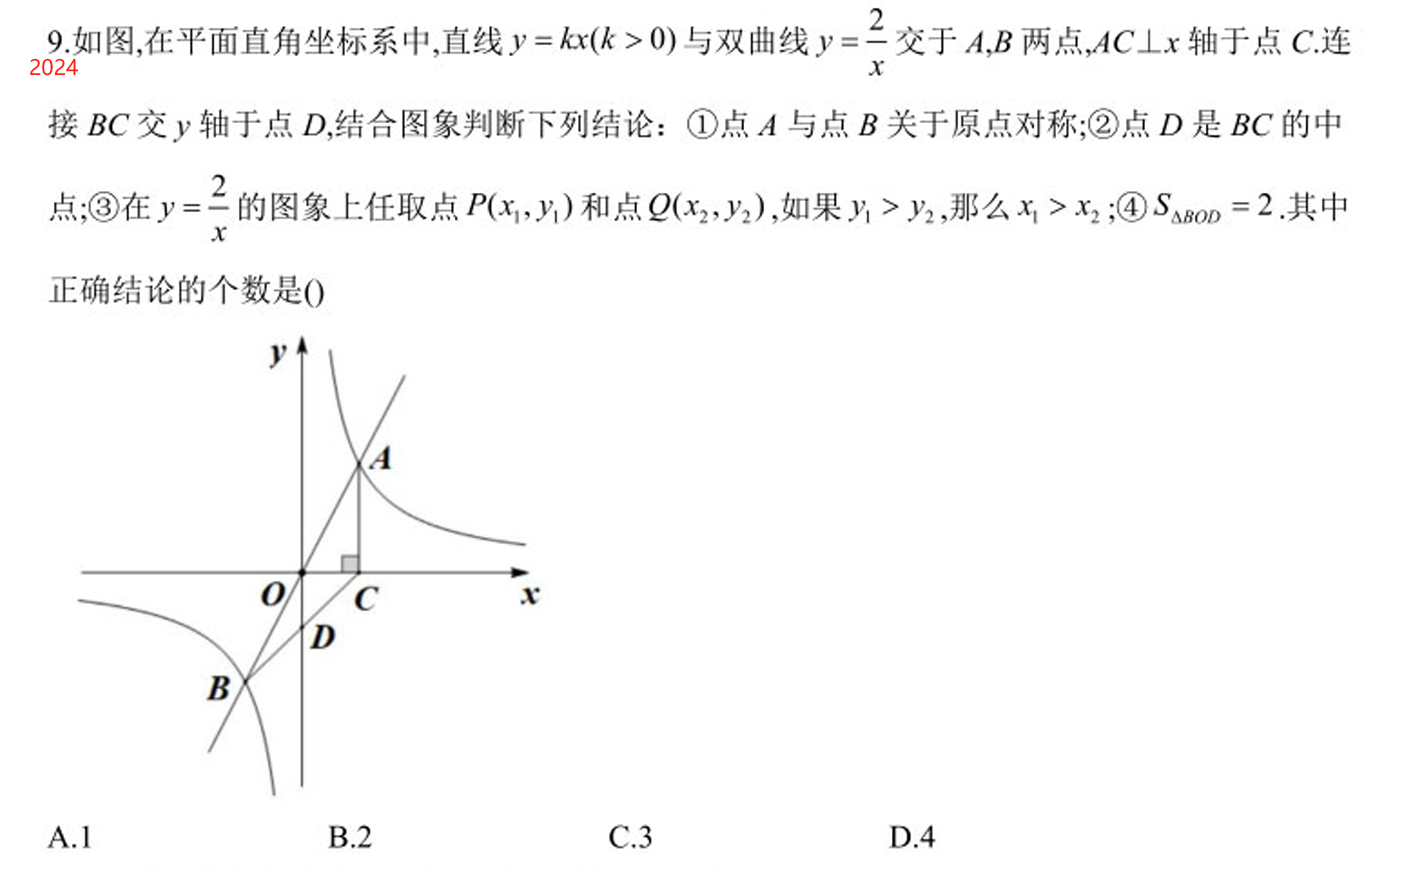 9.如图,在平面直角坐标系中,直线 y = kx(k > 0) 与双曲线 y = 2/x 交于 A,B 两点,AC⊥x 轴于点 C.连
2024
接 BC 交 y 轴于点 D,结合图象判断下列结论：①点 A 与点 B 关于原点对称;②点 D 是 BC 的中
点;③在 y = 2/x 的图象上任取点 P(x₁, y₁) 和点 Q(x₂, y₂) ,如果 y₁ > y₂ ,那么 x₁ > x₂ ;④ S△BOD = 2 .其中
正确结论的个数是()
y
A
O
C
x
D
B
A.1 B.2 C.3 D.4